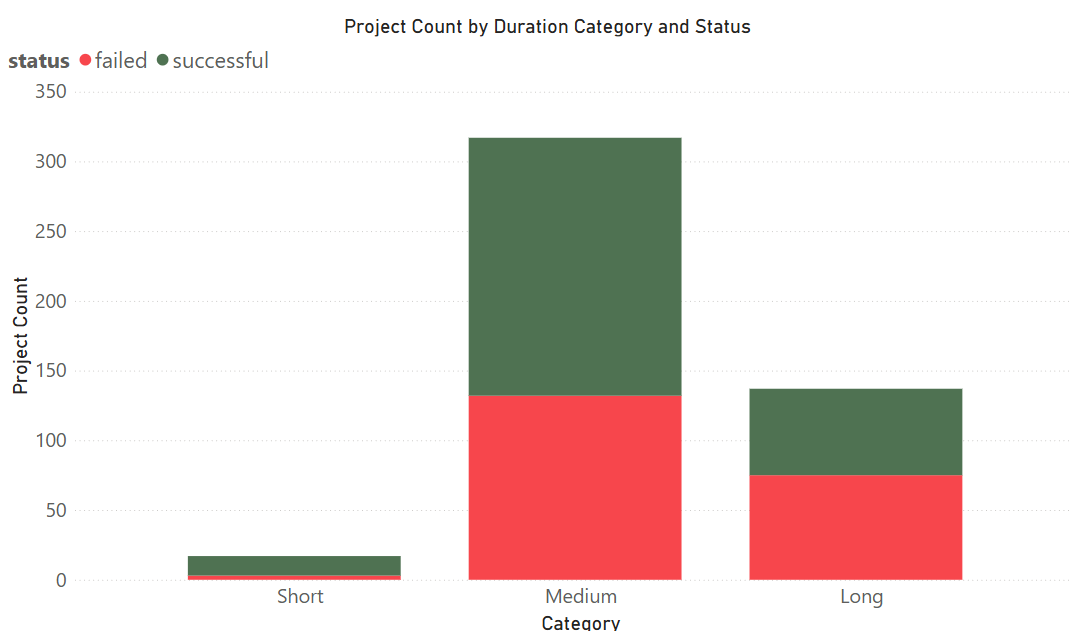 Project Count by Duration Category and Status
status failed successful
350
300
250
200
150
100
50
0
Project Count
Short Medium Long
Category